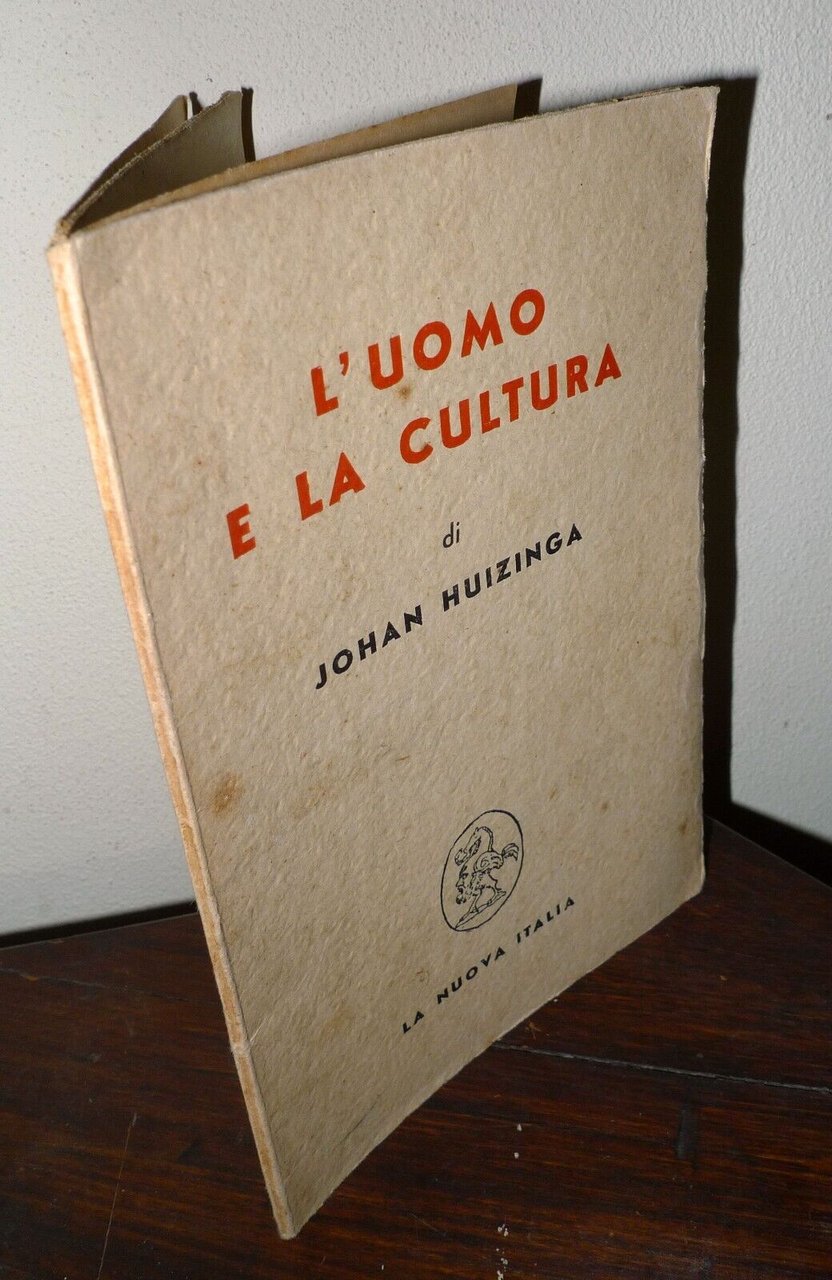 L'UOMO
E LA CULTURA
di
JOHAN HUIZINGA
LA NUOVA ITALIA